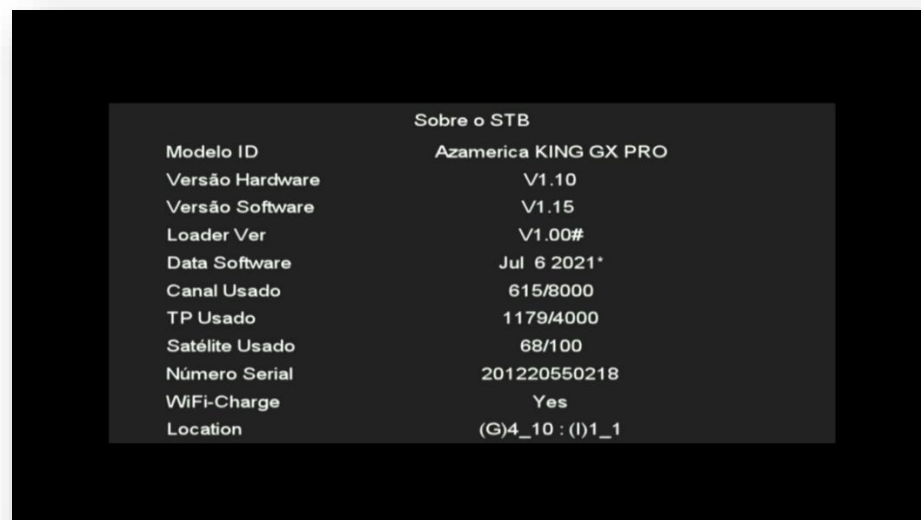 Sobre o STB
Modelo ID Azamerica KING GX PRO
Versão Hardware V1.10
Versão Software V1.15
Loader Ver V1.00#
Data Software Jul 6 2021*
Canal Usado 615/8000
TP Usado 1179/4000
Satélite Usado 68/100
Número Serial 201220550218
WiFi-Charge Yes
Location (G)4_10 : (I)1_1